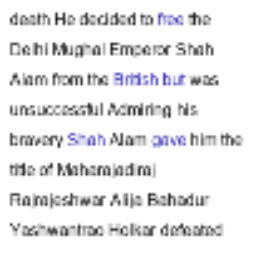 death He decided to free the
Delhi Mughal Emperor Shah
Alam from the British but was
unsuccessful Admiring his
bravery Shah Alam gave him the
title of Maharajadiraj
Rajrajeshwar Alija Bahadur
Yashwantrao Holkar defeated